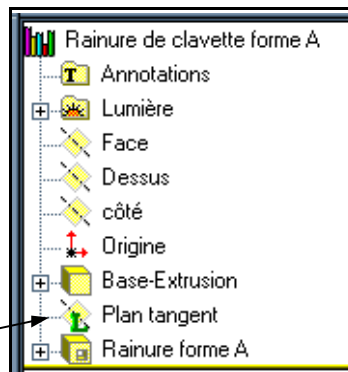 Rainure de clavette forme A
Annotations
Lumière
Face
Dessus
côté
Origine
Base-Extrusion
Plan tangent
Rainure forme A